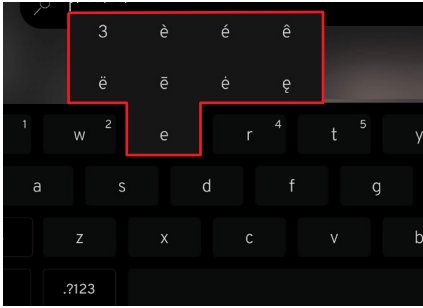 3 è é ê
ë ē ė ę
1 w 2 e r 4 t 5 y
a s d f g
z x c v b
.?123